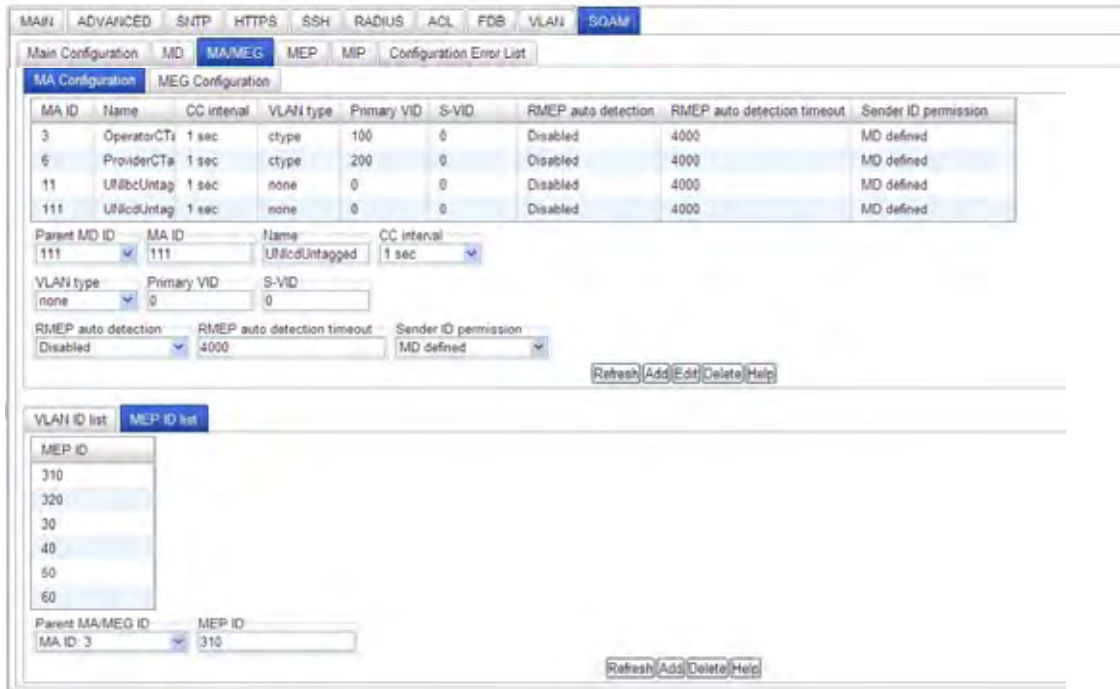 MAIN ADVANCED SNTP HTTPS SSH RADIUS ACL FDB VLAN SOAM
Main Configuration MD MA/MEG MEP MIP Configuration Error List
MA Configuration MEG Configuration
MA ID Name CC interval VLAN type Primary VID S-VID RMEP auto detection RMEP auto detection timeout Sender ID permission
3 OperatorCTa 1 sec ctype 100 0 Disabled 4000 MD defined
6 ProviderCTa 1 sec ctype 200 0 Disabled 4000 MD defined
11 UNIbcUntag 1 sec none 0 0 Disabled 4000 MD defined
111 UNIcdUntag 1 sec none 0 0 Disabled 4000 MD defined
Parent MD ID MA ID Name CC interval
111 111 UNIcdUntagged 1 sec
VLAN type Primary VID S-VID
none 0 0
RMEP auto detection RMEP auto detection timeout Sender ID permission
Disabled 4000 MD defined
Refresh Add Edit Delete Help
VLAN ID list MEP ID list
MEP ID
310
320
30
40
50
60
Parent MA/MEG ID MEP ID
MA ID: 3 310
Refresh Add Delete Help